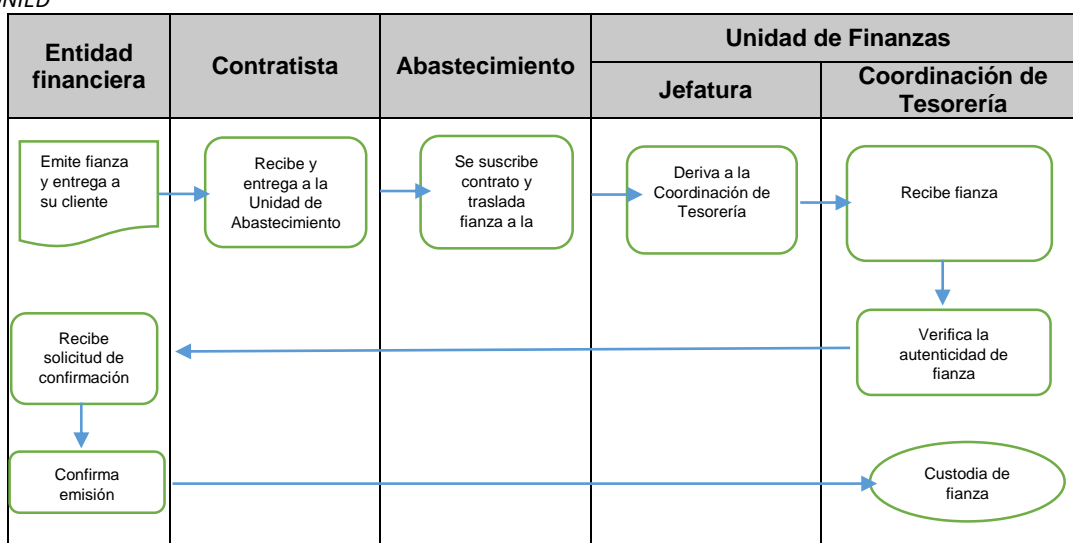 Entidad
financiera
Contratista
Abastecimiento
Unidad de Finanzas
Jefatura
Coordinación de
Tesorería
Emite fianza
y entrega a
su cliente
Recibe y
entrega a la
Unidad de
Abastecimiento
Se suscribe
contrato y
traslada
fianza a la
Deriva a la
Coordinación de
Tesorería
Recibe fianza
Recibe
solicitud de
confirmación
Verifica la
autenticidad de
fianza
Confirma
emisión
Custodia de
fianza